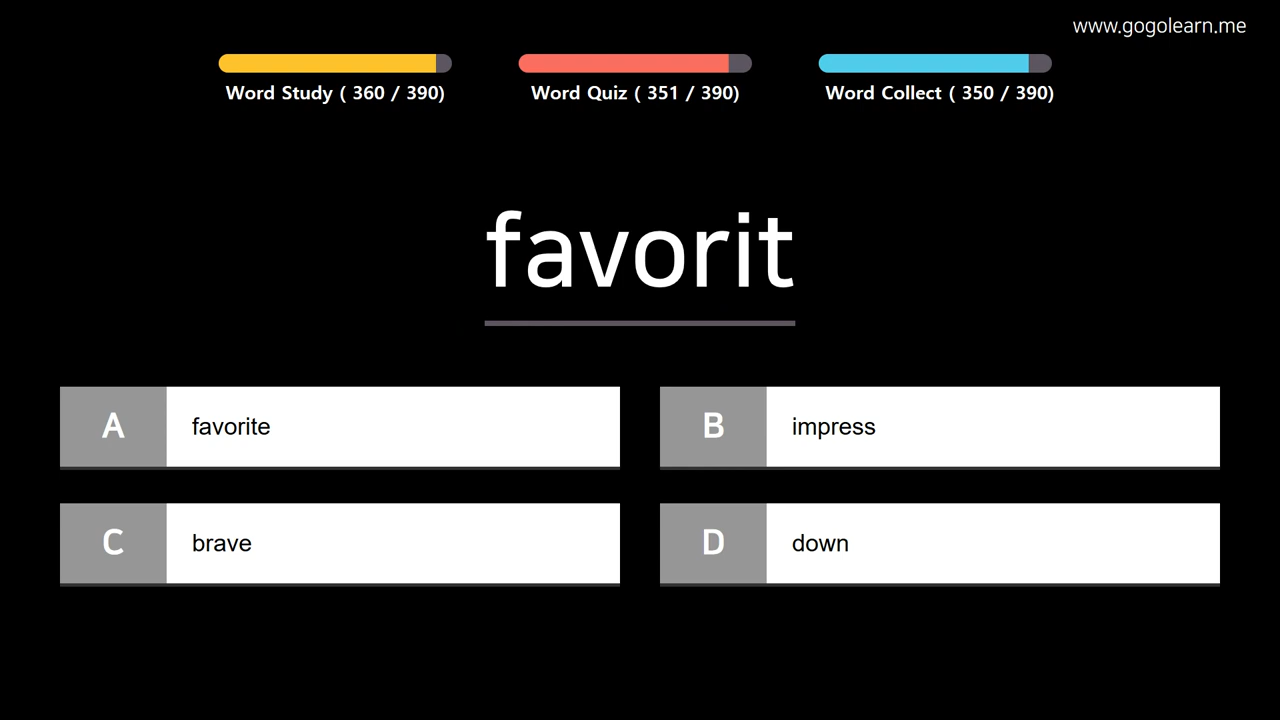 www.gogolearn.me
Word Study ( 360 / 390)
Word Quiz ( 351 / 390)
Word Collect ( 350 / 390)
favorit
A favorite
B impress
C brave
D down